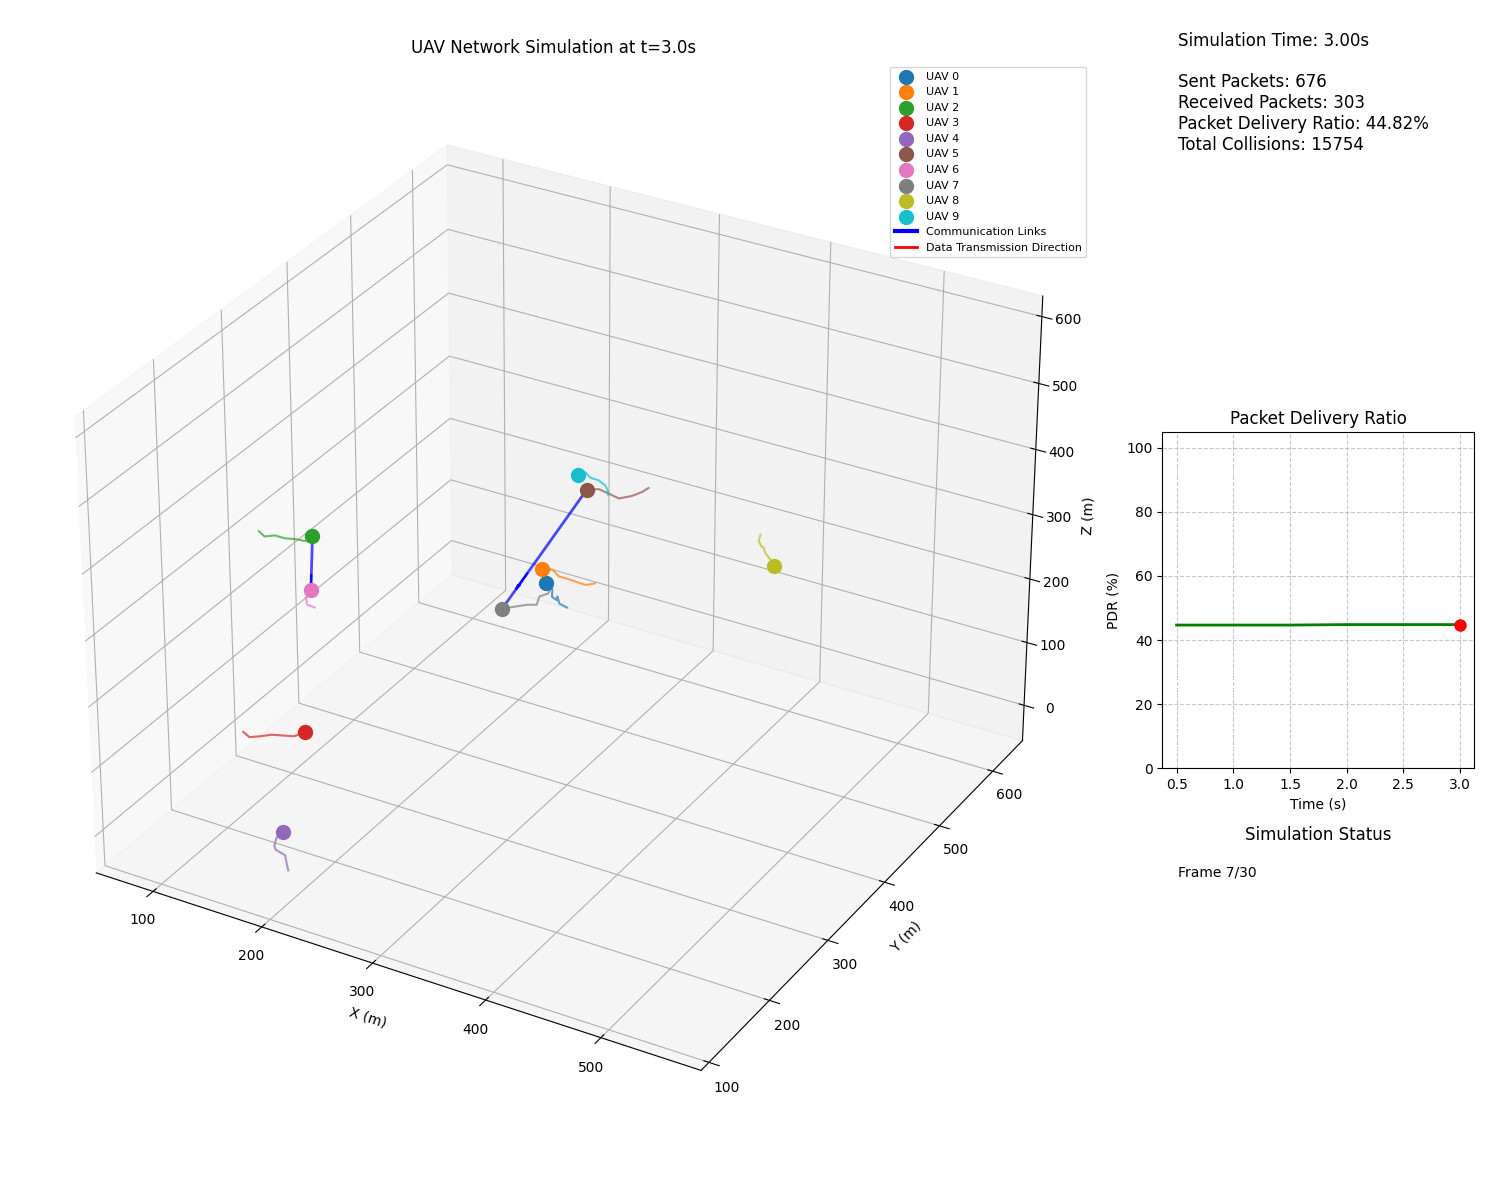 UAV Network Simulation at t=3.0s
UAV 0
UAV 1
UAV 2
UAV 3
UAV 4
UAV 5
UAV 6
UAV 7
UAV 8
UAV 9
Communication Links
Data Transmission Direction
600
500
400
300
200
100
0
Z (m)
600
500
400
300
200
100
Y (m)
100
200
300
400
500
X (m)
Simulation Time: 3.00s
Sent Packets: 676
Received Packets: 303
Packet Delivery Ratio: 44.82%
Total Collisions: 15754
Packet Delivery Ratio
100
80
60
40
20
0
PDR (%)
0.5 1.0 1.5 2.0 2.5 3.0
Time (s)
Simulation Status
Frame 7/30